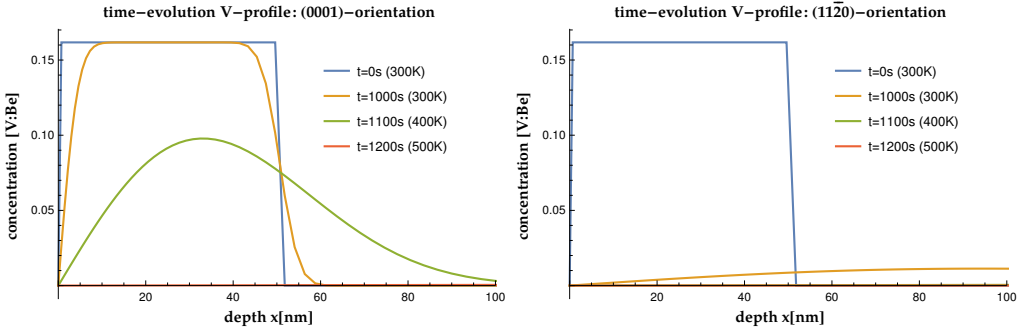 time−evolution V−profile: (0001)−orientation
concentration [V:Be]
0.15
0.10
0.05
t=0s (300K)
t=1000s (300K)
t=1100s (400K)
t=1200s (500K)
20 40 60 80 100
depth x[nm]
time−evolution V−profile: (112̅0)−orientation
concentration [V:Be]
0.15
0.10
0.05
t=0s (300K)
t=1000s (300K)
t=1100s (400K)
t=1200s (500K)
20 40 60 80 100
depth x[nm]